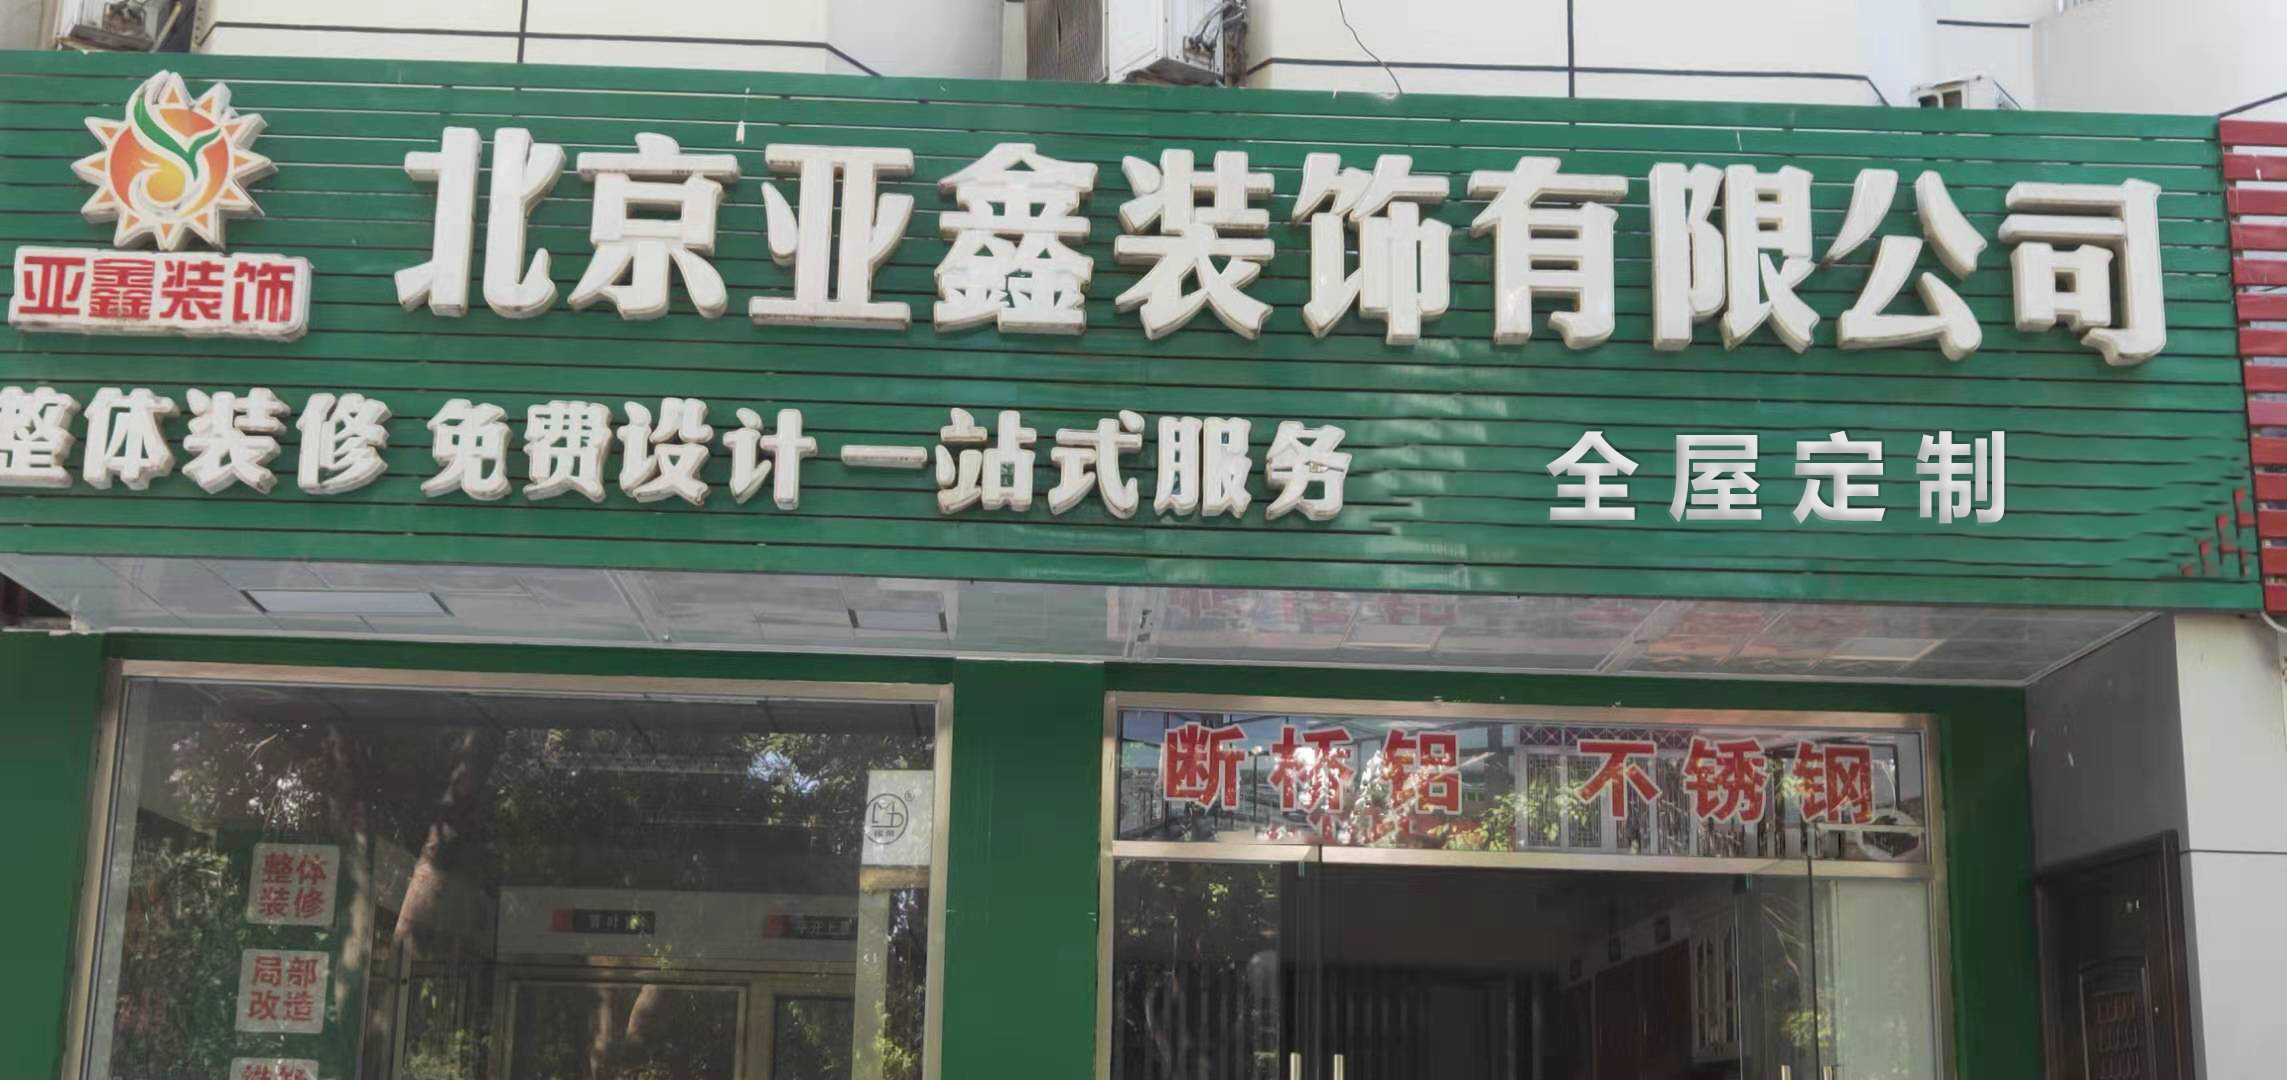 北京亚鑫装饰有限公司
亚鑫装饰
整体装修 免费设计 一站式服务
全屋定制
断桥铝 不锈钢
整体
装修
局部
改造